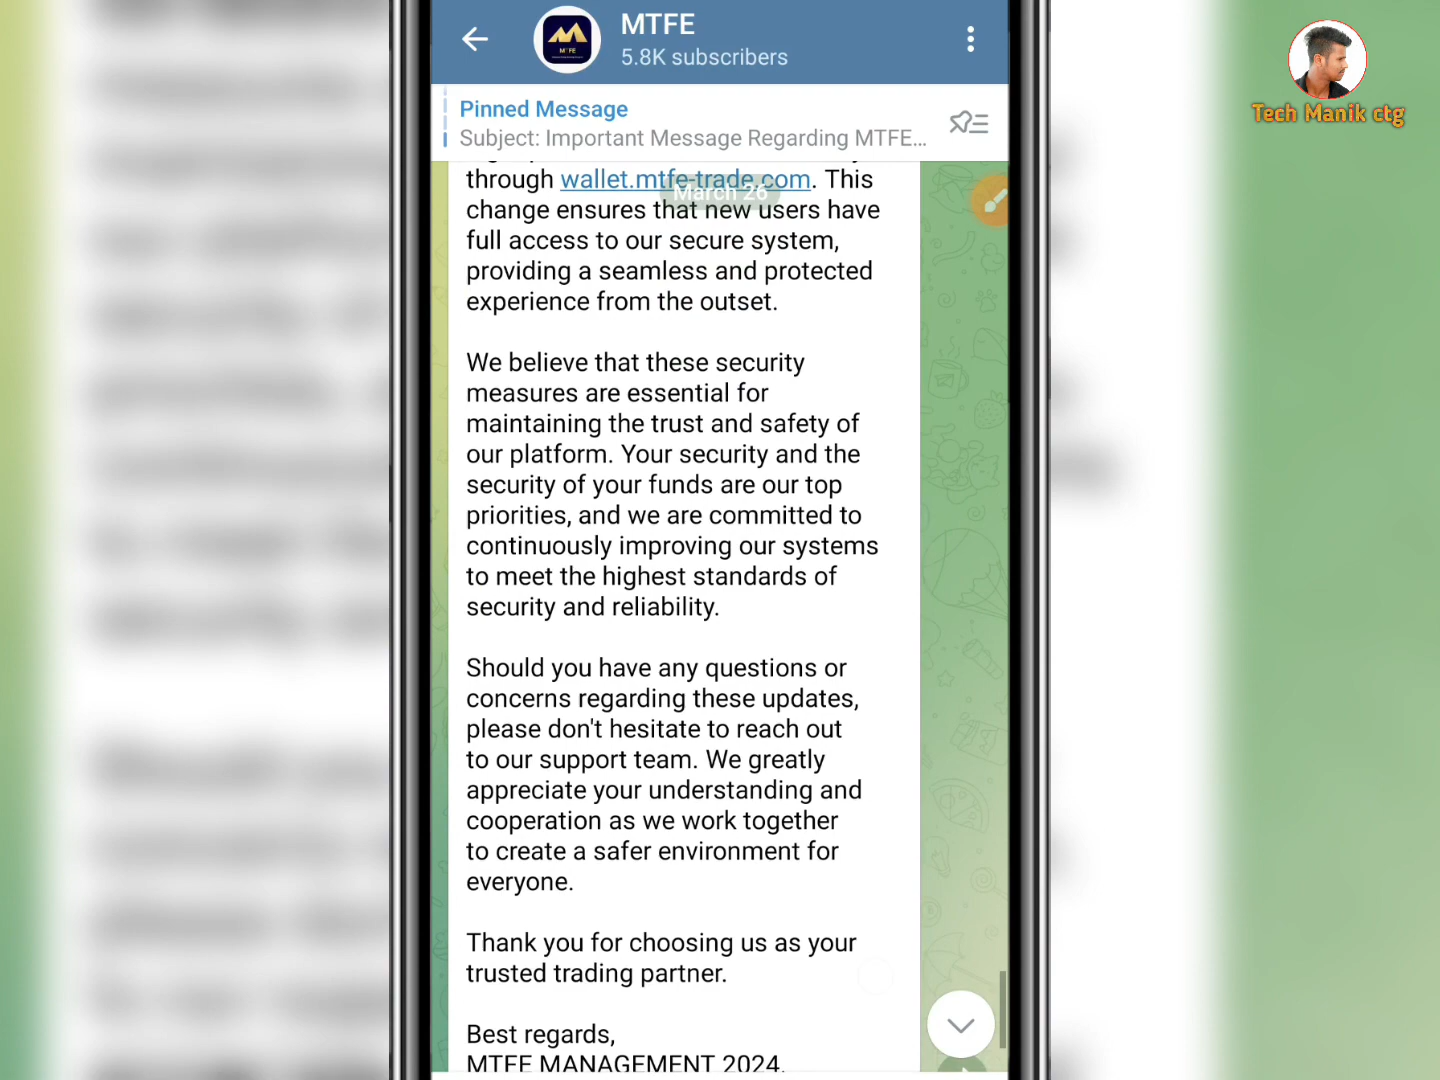 MTFE
5.8K subscribers
Tech Manik ctg
Pinned Message
Subject: Important Message Regarding MTFE...
through wallet.mtfe-trade.com. This
March 26
change ensures that new users have
full access to our secure system,
providing a seamless and protected
experience from the outset.
We believe that these security
measures are essential for
maintaining the trust and safety of
our platform. Your security and the
security of your funds are our top
priorities, and we are committed to
continuously improving our systems
to meet the highest standards of
security and reliability.
Should you have any questions or
concerns regarding these updates,
please don't hesitate to reach out
to our support team. We greatly
appreciate your understanding and
cooperation as we work together
to create a safer environment for
everyone.
Thank you for choosing us as your
trusted trading partner.
Best regards,
MTFE MANAGEMENT 2024.